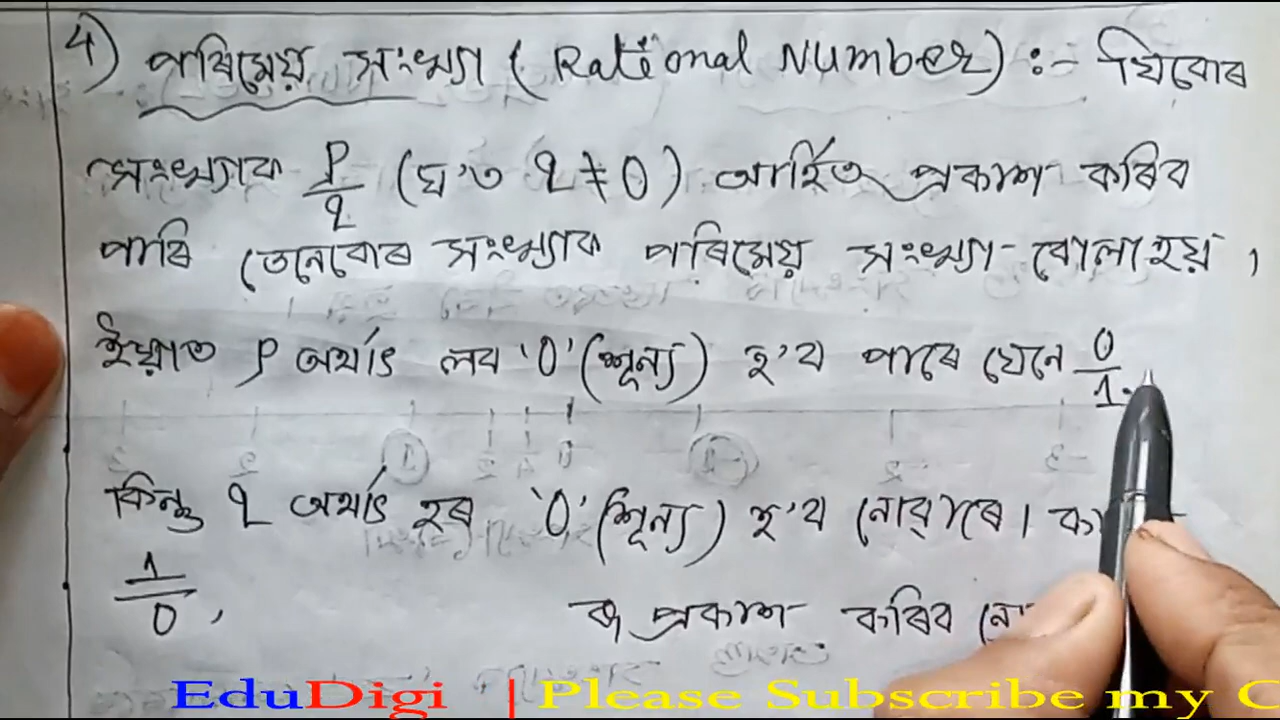 4) পৰিমেয় সংখ্যা (Rational Number) :- যিবোৰ
সংখ্যাক p/q (য'ত q ≠ 0) আৰ্হিত প্ৰকাশ কৰিব
পাৰি তেনেবোৰ সংখ্যাক পৰিমেয় সংখ্যা বোলা হয় ,
ইয়াত p অৰ্থাৎ লব '0' (শূন্য) হ'ব পাৰে যেনে 0/1.
কিন্তু q অৰ্থাৎ হৰ '0' (শূন্য) হ'ব নোৱাৰে।
1/0, ক প্ৰকাশ কৰিব
EduDigi | Please Subscribe my C